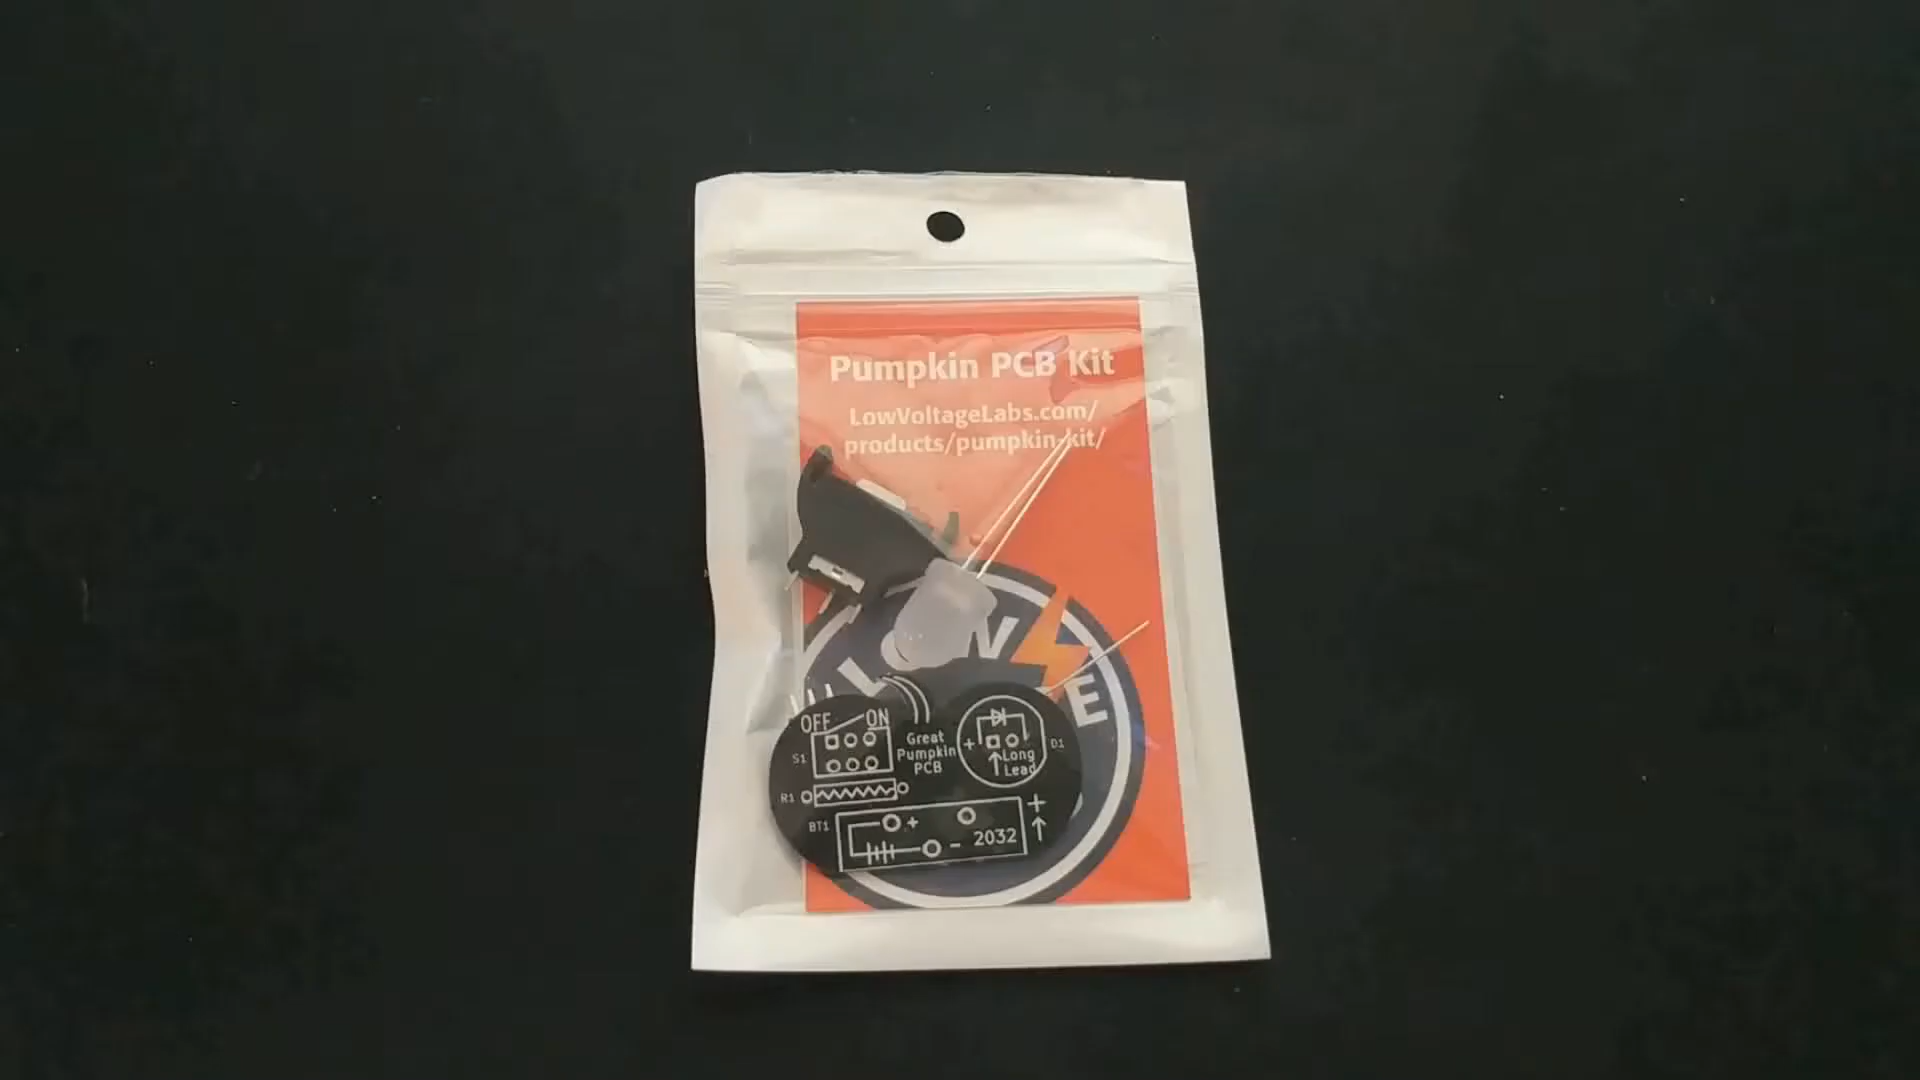 Pumpkin PCB Kit
LowVoltageLabs.com/
products/pumpkin-kit/
LOW
E
OFF ON
S1
Great
Pumpkin
PCB
+
Long
Lead
D1
R1
BT1
+
- 2032
+